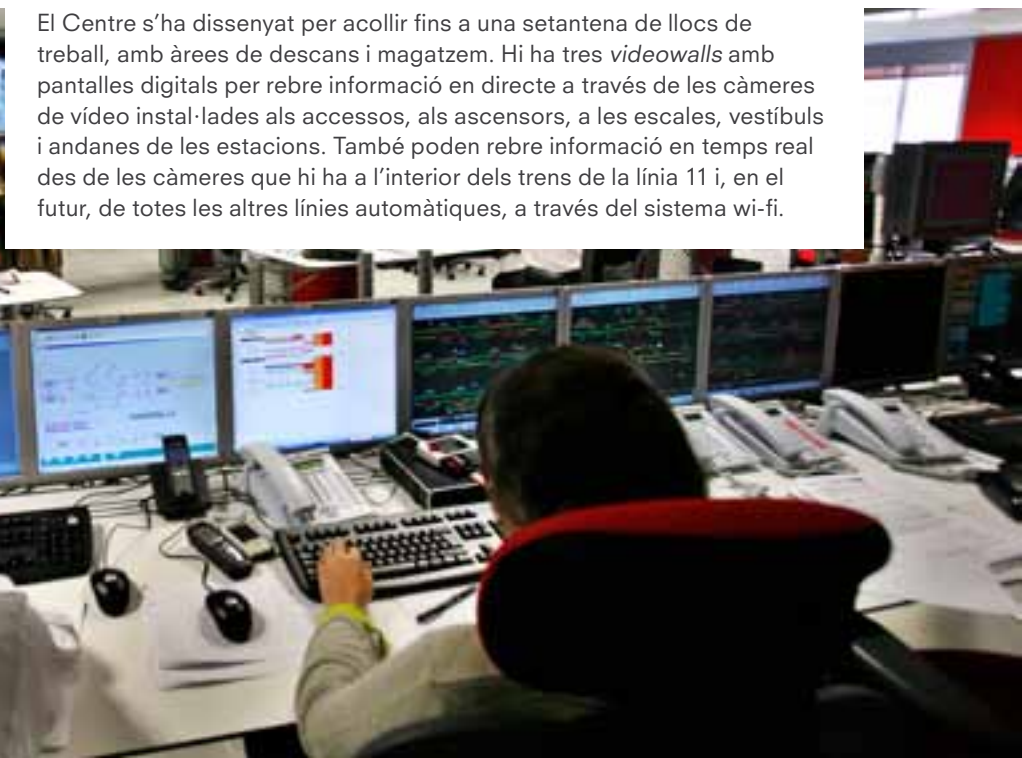 El Centre s’ha dissenyat per acollir fins a una setantena de llocs de
treball, amb àrees de descans i magatzem. Hi ha tres videowalls amb
pantalles digitals per rebre informació en directe a través de les càmeres
de vídeo instal·lades als accessos, als ascensors, a les escales, vestíbuls
i andanes de les estacions. També poden rebre informació en temps real
des de les càmeres que hi ha a l’interior dels trens de la línia 11 i, en el
futur, de totes les altres línies automàtiques, a través del sistema wi-fi.